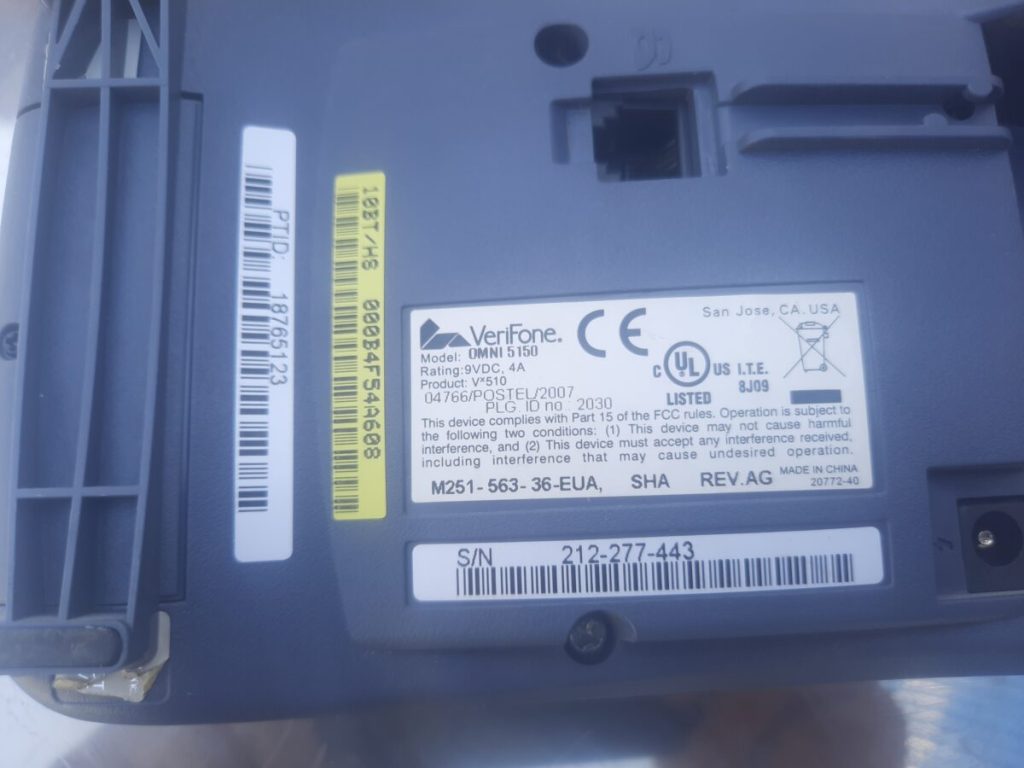 PTID: 18765123
10BT/H8 000B4F54A608
VeriFone.
CE
San Jose, CA. USA
Model: OMNI 5150
Rating:9VDC, 4A
Product: Vx510
04766/POSTEL/2007
PLG. ID no.: 2030
C UL US I.T.E.
LISTED 8J09
This device complies with Part 15 of the FCC rules. Operation is subject to
the following two conditions: (1) This device may not cause harmful
interference, and (2) This device must accept any interference received,
including interference that may cause undesired operation.
M251-563-36-EUA, SHA REV.AG
MADE IN CHINA
20772-40
S/N 212-277-443